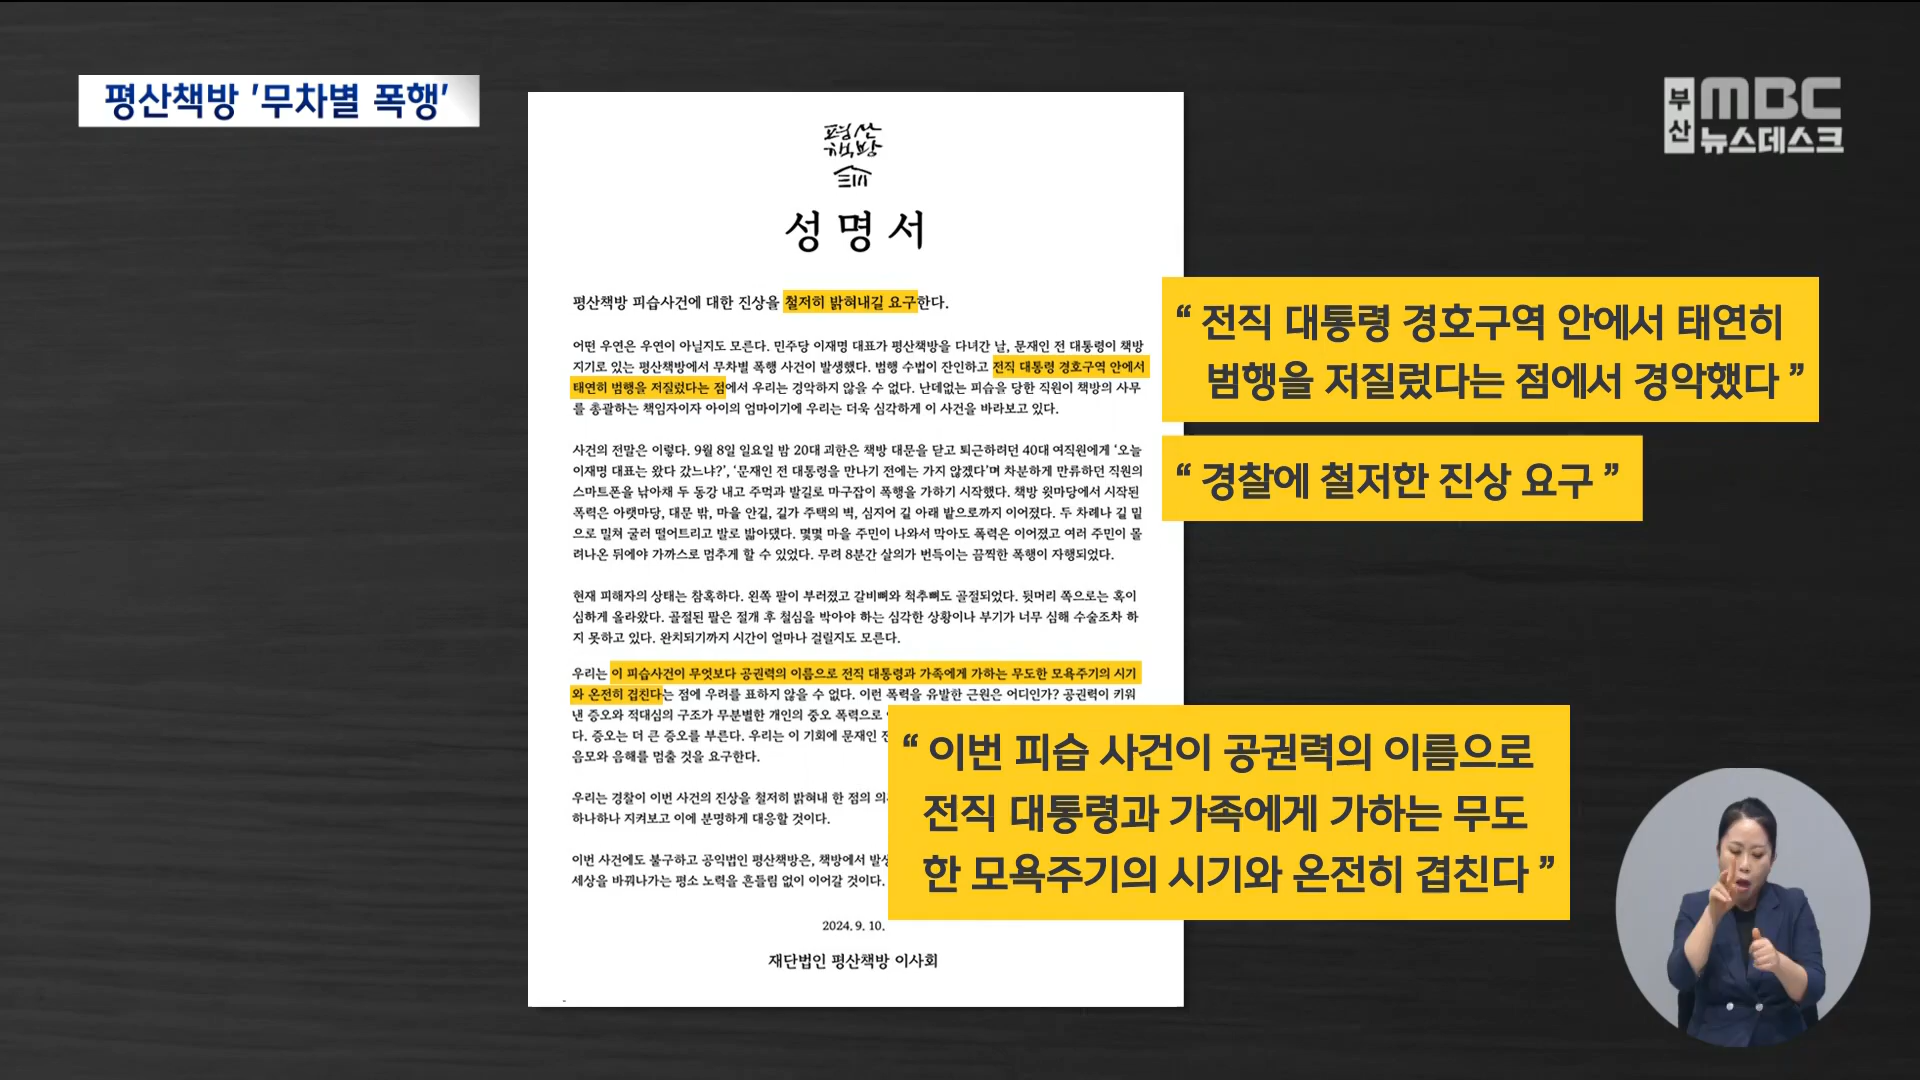 평산책방 '무차별 폭행'
부산 MBC
뉴스데스크
평산
책방
성명서
평산책방 피습사건에 대한 진상을 철저히 밝혀내길 요구한다.
어떤 우연은 우연이 아닐지도 모른다. 민주당 이재명 대표가 평산책방을 다녀간 날, 문재인 전 대통령이 책방
지기로 있는 평산책방에서 무차별 폭행 사건이 발생했다. 범행 수법이 잔인하고 전직 대통령 경호구역 안에서
태연히 범행을 저질렀다는 점에서 우리는 경악하지 않을 수 없다. 난데없는 피습을 당한 직원이 책방의 사무
를 총괄하는 책임자이자 아이의 엄마이기에 우리는 더욱 심각하게 이 사건을 바라보고 있다.
사건의 전말은 이렇다. 9월 8일 일요일 밤 20대 괴한은 책방 대문을 닫고 퇴근하려던 40대 여직원에게 '오늘
이재명 대표는 왔다 갔느냐?', '문재인 전 대통령을 만나기 전에는 가지 않겠다'며 차분하게 만류하던 직원의
스마트폰을 낚아채 두 동강 내고 주먹과 발길로 마구잡이 폭행을 가하기 시작했다. 책방 윗마당에서 시작된
폭력은 아랫마당, 대문 밖, 마을 안길, 길가 주택의 벽, 심지어 길 아래 밭으로까지 이어졌다. 두 차례나 길 밑
으로 밀쳐 굴러 떨어트리고 발로 밟아댔다. 몇몇 마을 주민이 나와서 막아도 폭력은 이어졌고 여러 주민이 몰
려나온 뒤에야 가까스로 멈추게 할 수 있었다. 무려 8분간 살의가 번득이는 끔찍한 폭행이 자행되었다.
현재 피해자의 상태는 참혹하다. 왼쪽 팔이 부러졌고 갈비뼈와 척추뼈도 골절되었다. 뒷머리 쪽으로는 혹이
심하게 올라왔다. 골절된 팔은 절개 후 철심을 박아야 하는 심각한 상황이나 부기가 너무 심해 수술조차 하
지 못하고 있다. 완치되기까지 시간이 얼마나 걸릴지도 모른다.
우리는 이 피습사건이 무엇보다 공권력의 이름으로 전직 대통령과 가족에게 가하는 무도한 모욕주기의 시기
와 온전히 겹친다는 점에 우려를 표하지 않을 수 없다. 이런 폭력을 유발한 근원은 어디인가? 공권력이 키워
낸 증오와 적대심의 구조가 무분별한 개인의 증오 폭력으로
다. 증오는 더 큰 증오를 부른다. 우리는 이 기회에 문재인
음모와 음해를 멈출 것을 요구한다.
우리는 경찰이 이번 사건의 진상을 철저히 밝혀내 한 점의
하나하나 지켜보고 이에 분명하게 대응할 것이다.
이번 사건에도 불구하고 공익법인 평산책방은, 책방에서
세상을 바꿔나가는 평소 노력을 흔들림 없이 이어갈 것이다.
2024. 9. 10.
재단법인 평산책방 이사회
“ 전직 대통령 경호구역 안에서 태연히
범행을 저질렀다는 점에서 경악했다 ”
“ 경찰에 철저한 진상 요구 ”
“ 이번 피습 사건이 공권력의 이름으로
전직 대통령과 가족에게 가하는 무도
한 모욕주기의 시기와 온전히 겹친다 ”